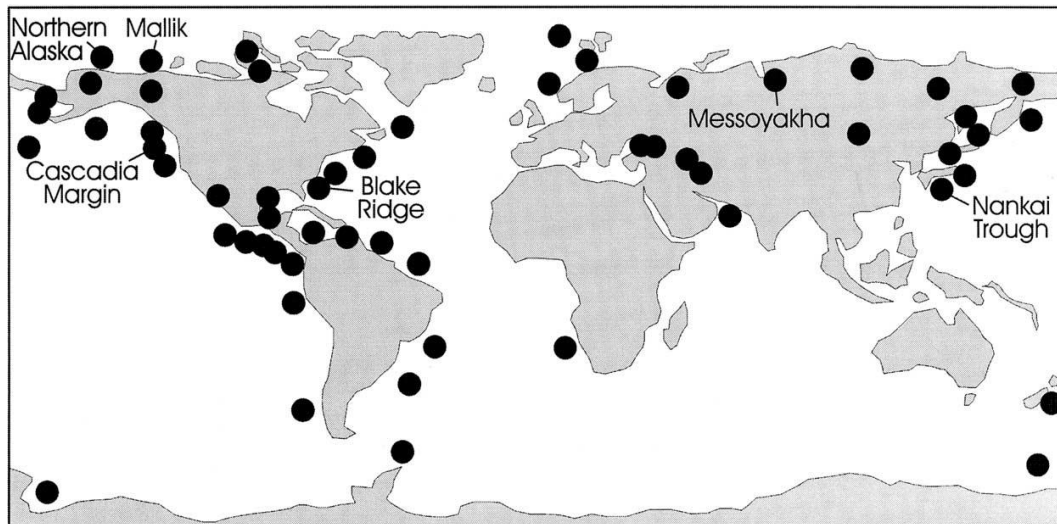 Northern
Alaska
Mallik
Cascadia
Margin
Blake
Ridge
Messoyakha
Nankai
Trough